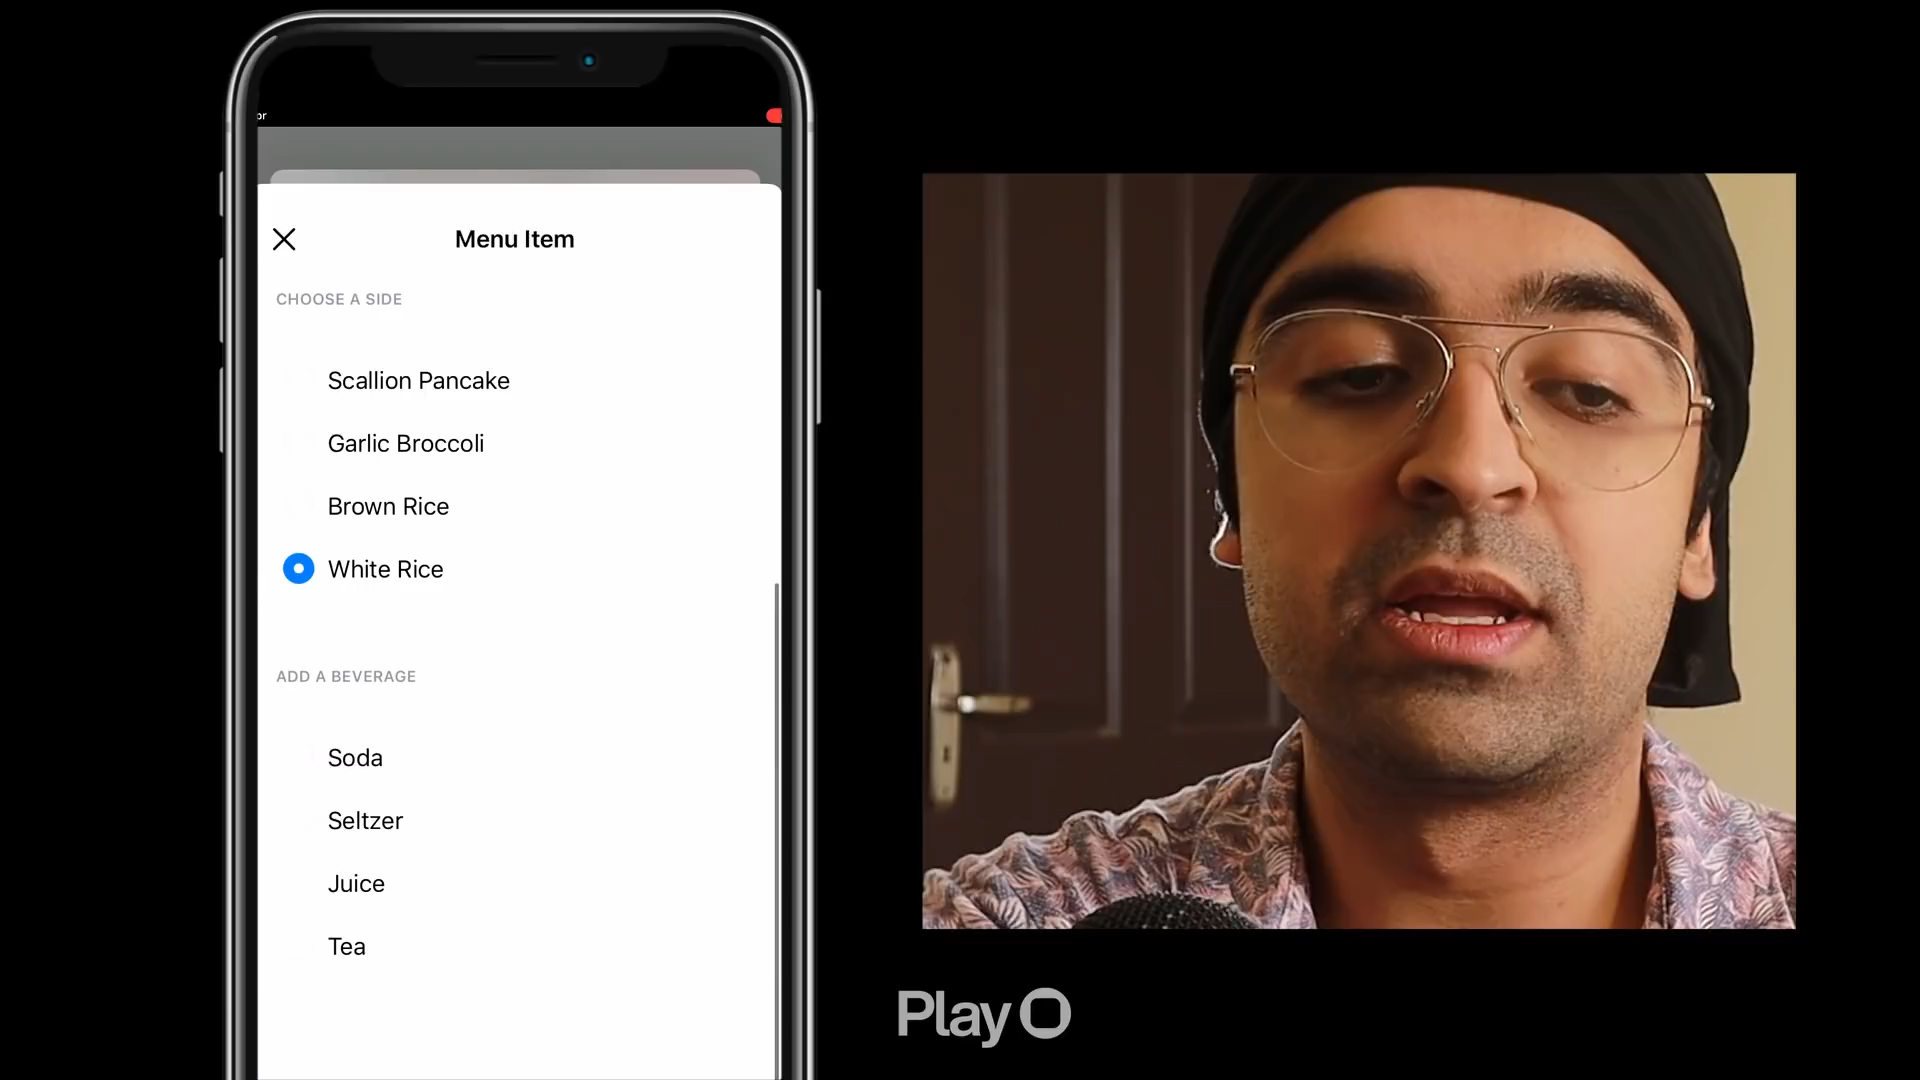 or
Menu Item
CHOOSE A SIDE
Scallion Pancake
Garlic Broccoli
Brown Rice
White Rice
ADD A BEVERAGE
Soda
Seltzer
Juice
Tea
Play